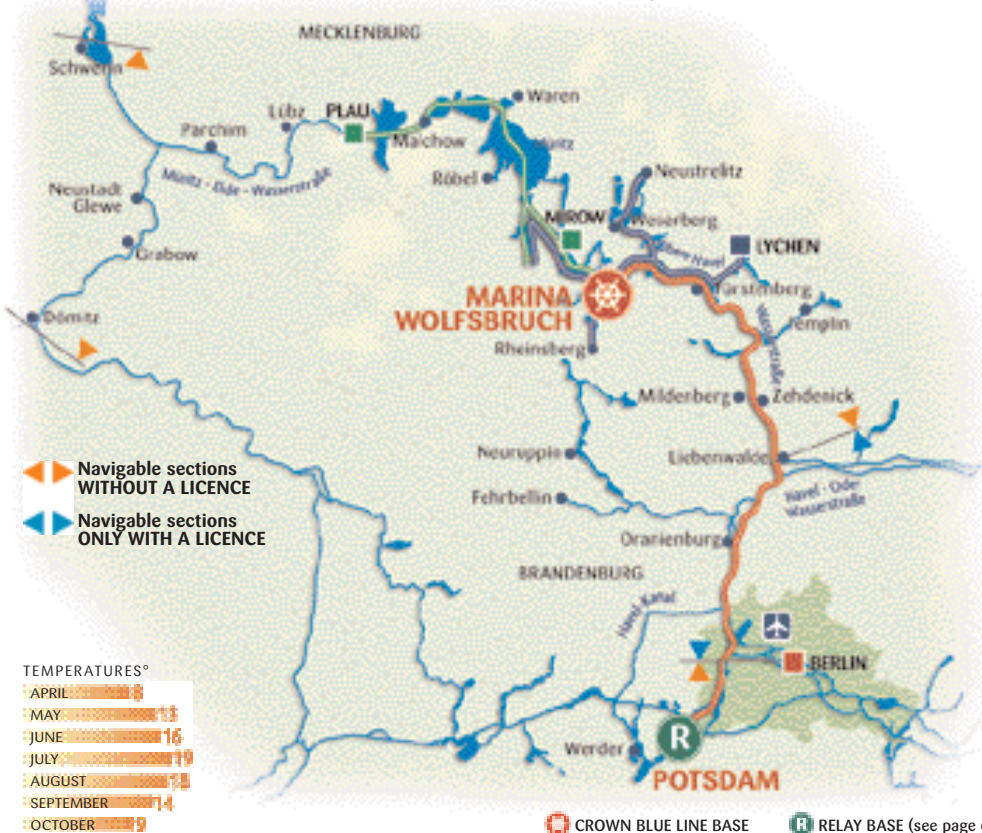 MECKLENBURG
Schwerin
Waren
Lübz
PLAU
Parchim
Malchow
Müritz
Müritz - Elde - Wasserstraße
Röbel
Neustrelitz
Neustadt
Glewe
MIROW
Weserberg
LYCHEN
Obere Havel
Grabow
MARINA
WOLFSBRUCH
Fürstenberg
Dömitz
Templin
Wasserstraße
Rheinsberg
Mildenberg
Zehdenick
Neuruppin
Liebenwalde
Navigable sections
WITHOUT A LICENCE
Fehrbellin
Havel - Oder
Wasserstraße
Navigable sections
ONLY WITH A LICENCE
Oranienburg
BRANDENBURG
Havel-Kanal
BERLIN
TEMPERATURES°
APRIL 8
MAY 13
JUNE 16
JULY 19
AUGUST 18
SEPTEMBER 14
OCTOBER 9
Werder
R
POTSDAM
CROWN BLUE LINE BASE
R RELAY BASE (see page